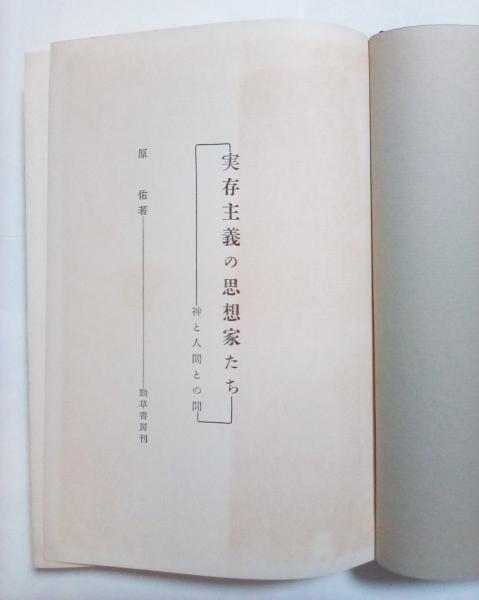 実存主義の思想家たち
神と人間との間
原佑著
勁草書房刊